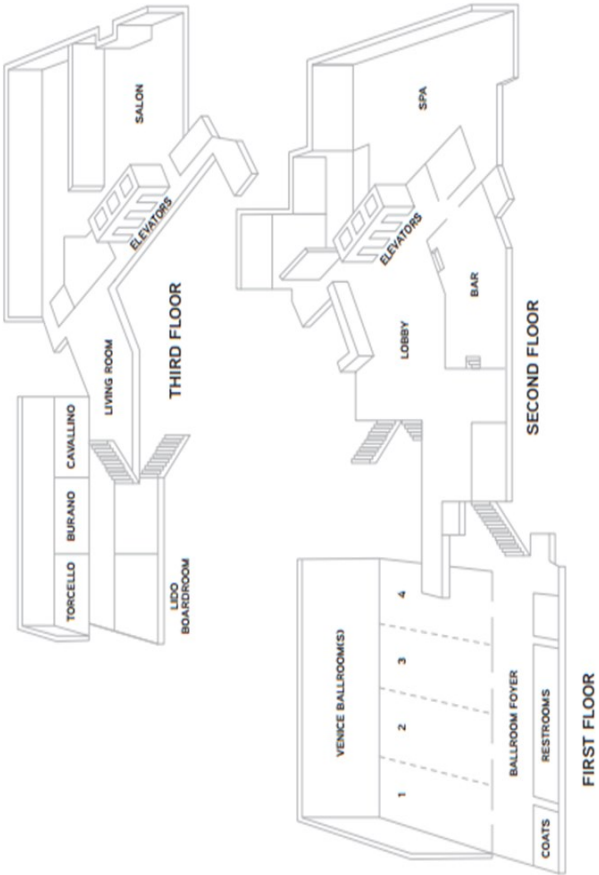 TORCELLO
BURANO
CAVALLINO
LIDO
BOARDROOM
LIVING ROOM
ELEVATORS
SALON
THIRD FLOOR
VENICE BALLROOM(S)
1
2
3
4
BALLROOM FOYER
COATS
RESTROOMS
FIRST FLOOR
LOBBY
ELEVATORS
BAR
SPA
SECOND FLOOR